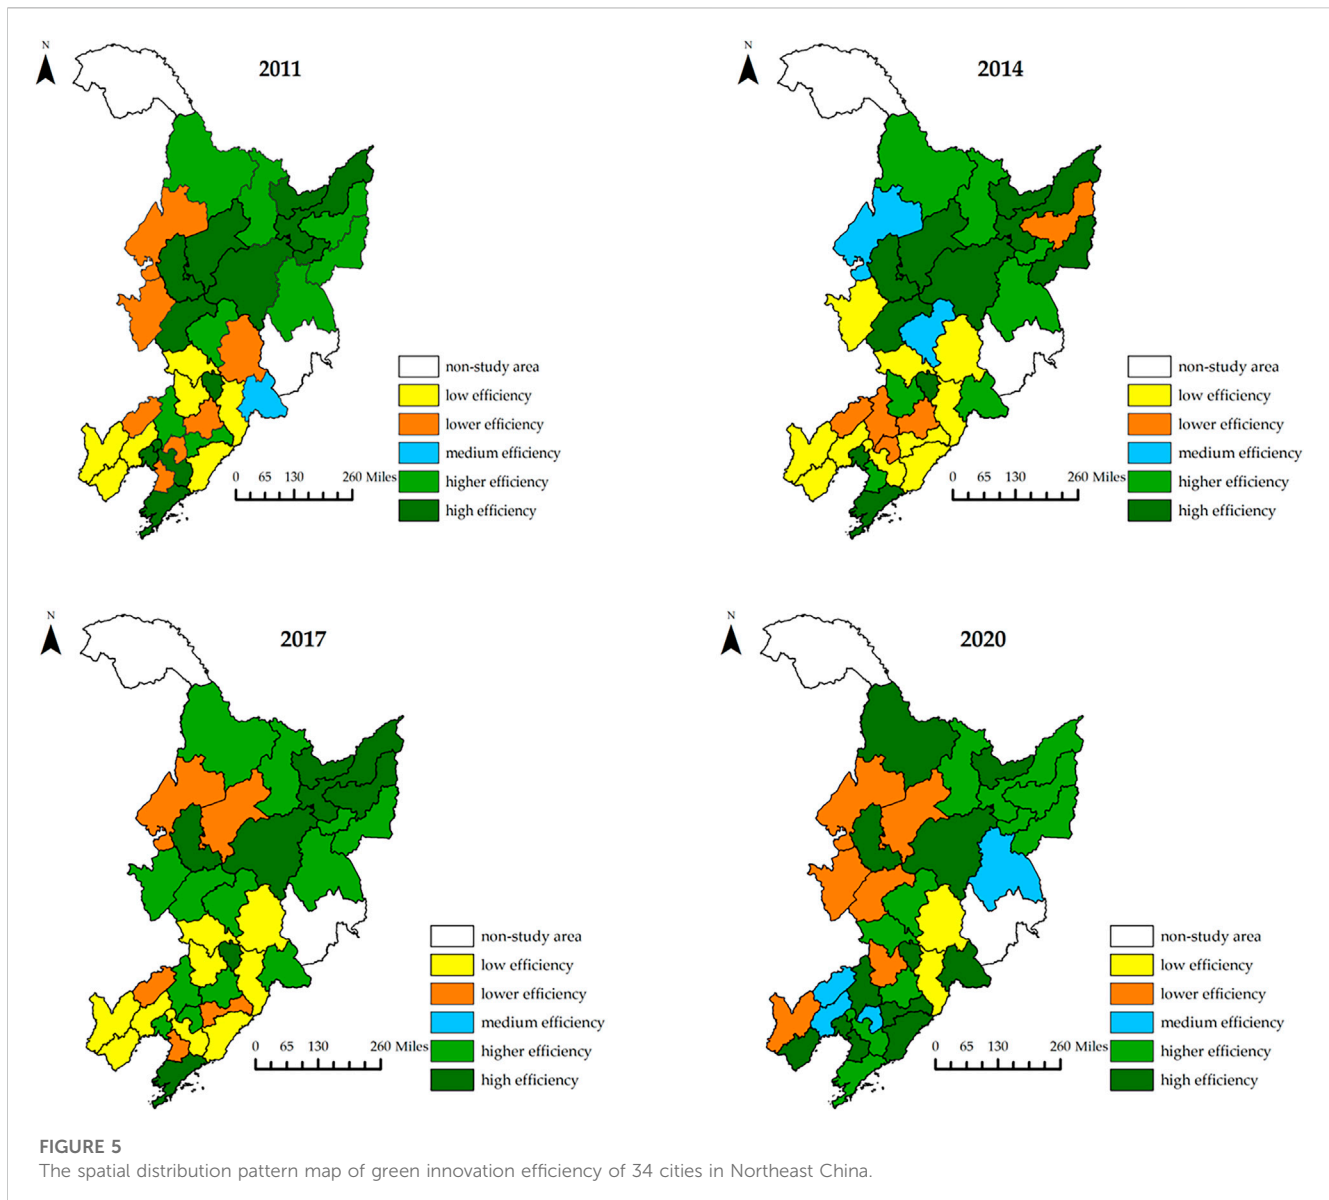 N
2011
non-study area
low efficiency
lower efficiency
medium efficiency
higher efficiency
high efficiency
0 65 130 260 Miles
N
2014
non-study area
low efficiency
lower efficiency
medium efficiency
higher efficiency
high efficiency
0 65 130 260 Miles
N
2017
non-study area
low efficiency
lower efficiency
medium efficiency
higher efficiency
high efficiency
0 65 130 260 Miles
N
2020
non-study area
low efficiency
lower efficiency
medium efficiency
higher efficiency
high efficiency
0 65 130 260 Miles
FIGURE 5
The spatial distribution pattern map of green innovation efficiency of 34 cities in Northeast China.